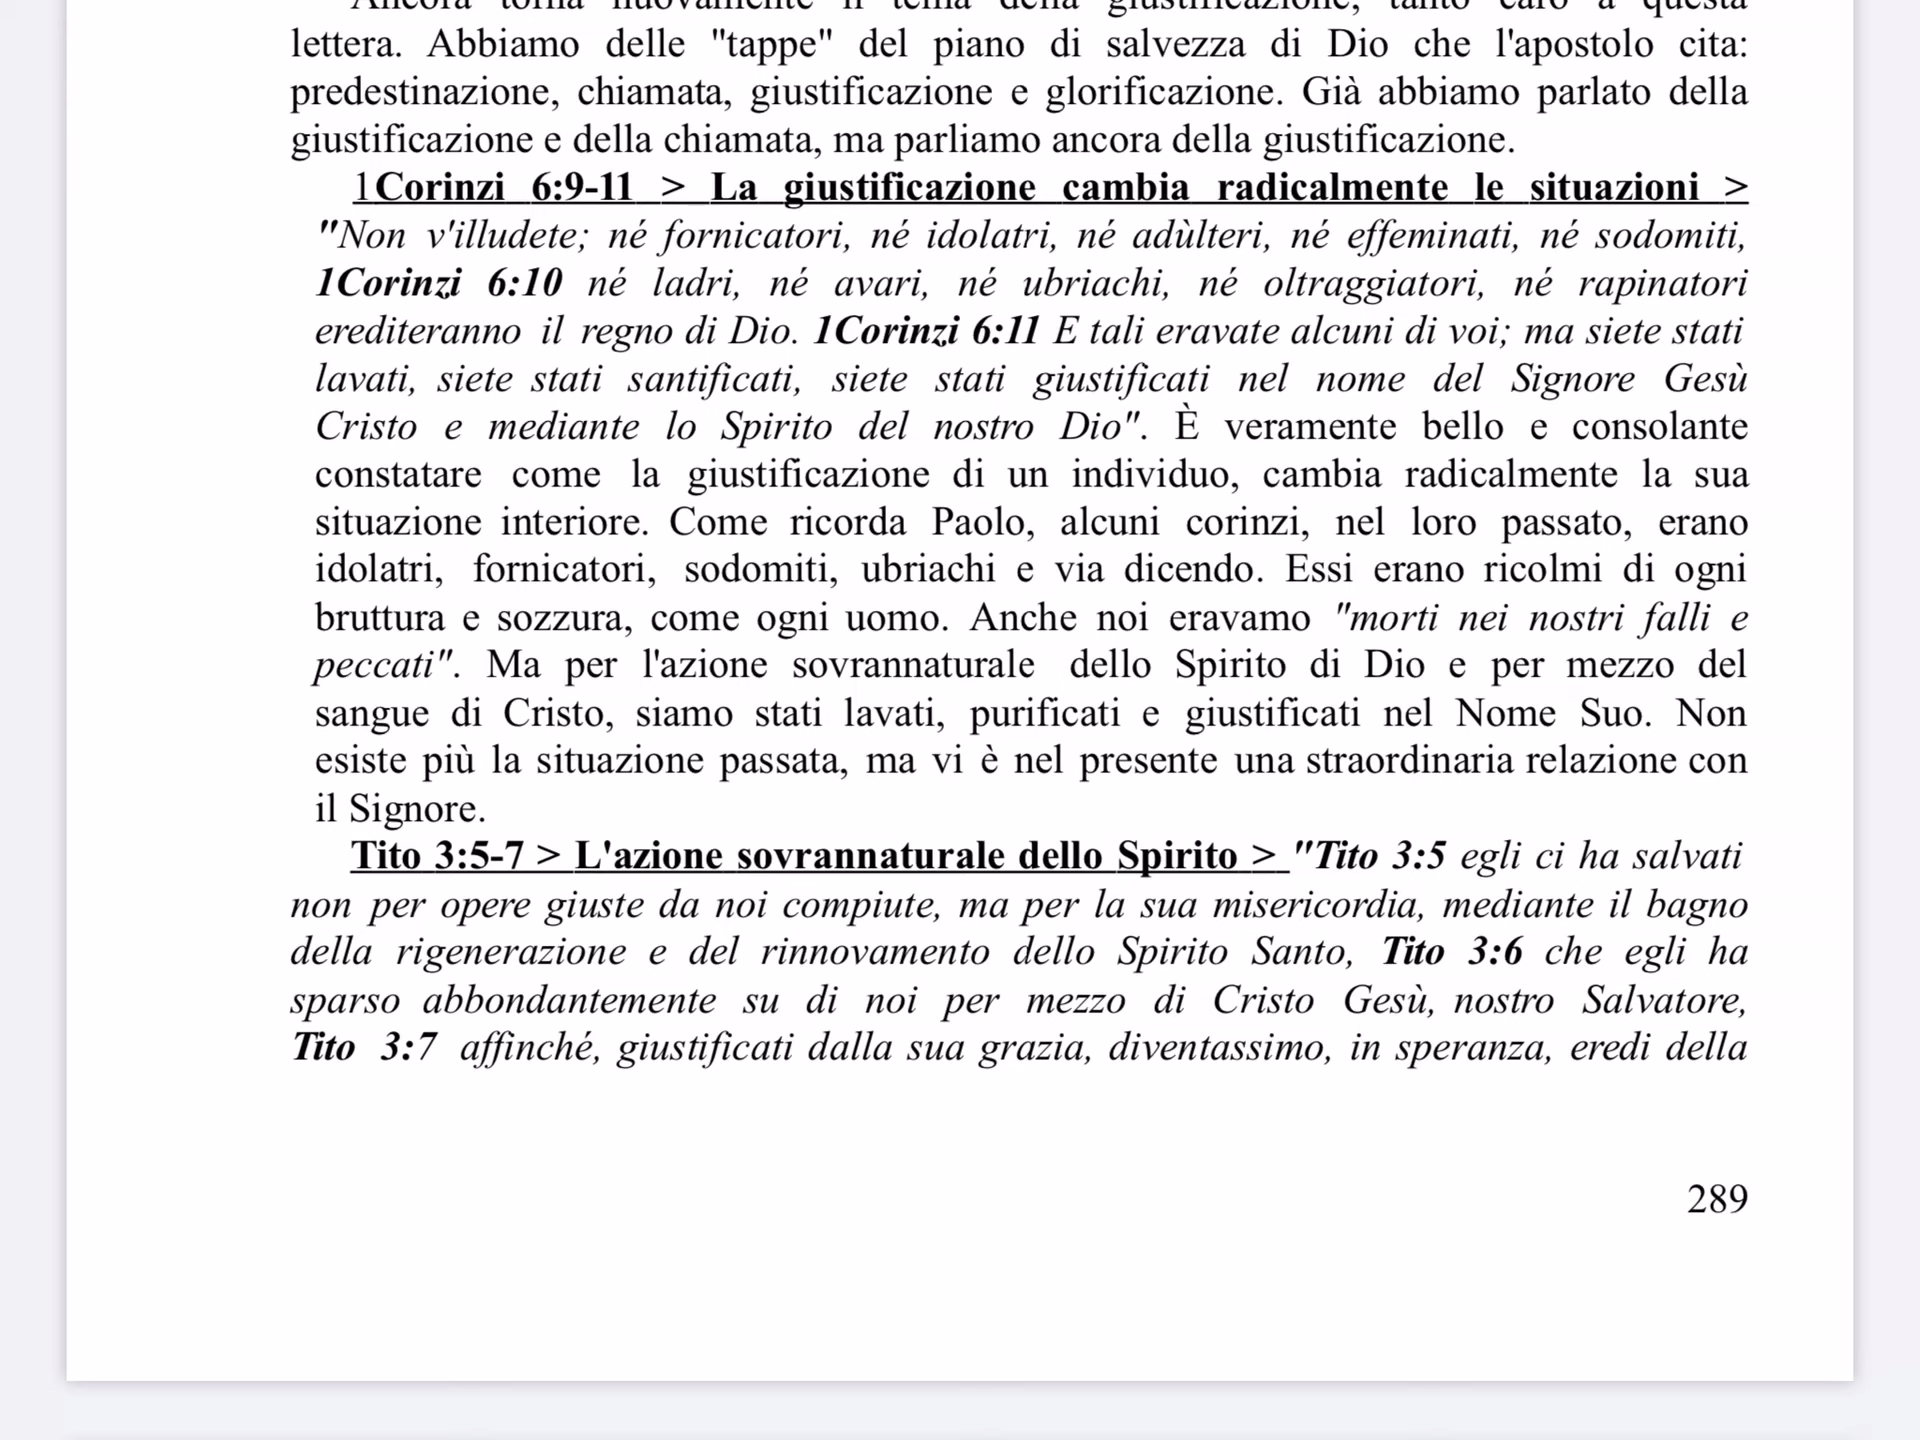 Ancora torna nuovamente il tema della giustificazione, tanto caro a questa
lettera. Abbiamo delle "tappe" del piano di salvezza di Dio che l'apostolo cita:
predestinazione, chiamata, giustificazione e glorificazione. Già abbiamo parlato della
giustificazione e della chiamata, ma parliamo ancora della giustificazione.
1Corinzi 6:9-11 > La giustificazione cambia radicalmente le situazioni >
"Non v'illudete; né fornicatori, né idolatri, né adùlteri, né effeminati, né sodomiti,
1Corinzi 6:10 né ladri, né avari, né ubriachi, né oltraggiatori, né rapinatori
erediteranno il regno di Dio. 1Corinzi 6:11 E tali eravate alcuni di voi; ma siete stati
lavati, siete stati santificati, siete stati giustificati nel nome del Signore Gesù
Cristo e mediante lo Spirito del nostro Dio". È veramente bello e consolante
constatare come la giustificazione di un individuo, cambia radicalmente la sua
situazione interiore. Come ricorda Paolo, alcuni corinzi, nel loro passato, erano
idolatri, fornicatori, sodomiti, ubriachi e via dicendo. Essi erano ricolmi di ogni
bruttura e sozzura, come ogni uomo. Anche noi eravamo "morti nei nostri falli e
peccati". Ma per l'azione sovrannaturale dello Spirito di Dio e per mezzo del
sangue di Cristo, siamo stati lavati, purificati e giustificati nel Nome Suo. Non
esiste più la situazione passata, ma vi è nel presente una straordinaria relazione con
il Signore.
Tito 3:5-7 > L'azione sovrannaturale dello Spirito > "Tito 3:5 egli ci ha salvati
non per opere giuste da noi compiute, ma per la sua misericordia, mediante il bagno
della rigenerazione e del rinnovamento dello Spirito Santo, Tito 3:6 che egli ha
sparso abbondantemente su di noi per mezzo di Cristo Gesù, nostro Salvatore,
Tito 3:7 affinché, giustificati dalla sua grazia, diventassimo, in speranza, eredi della
289